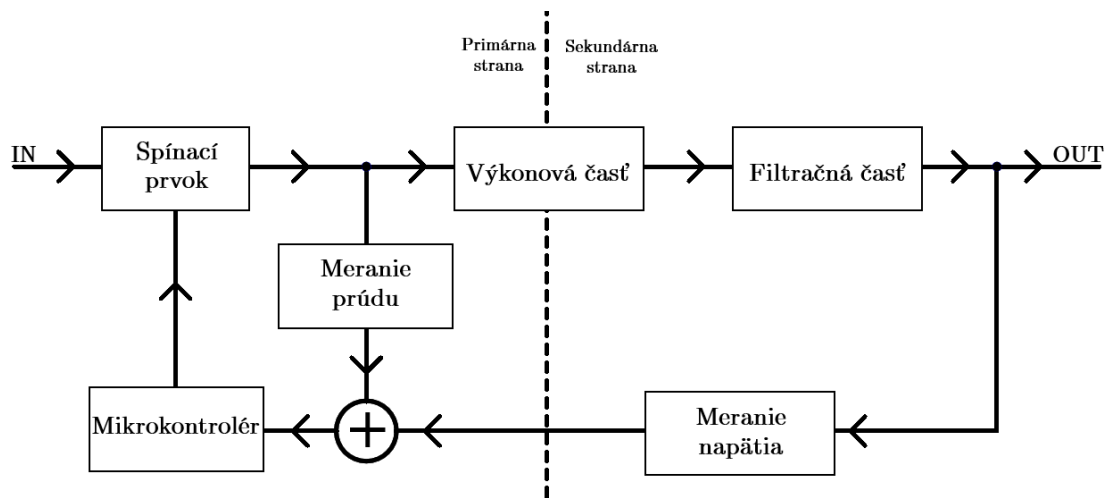 Primárna
strana
Sekundárna
strana
IN
Spínací
prvok
Výkonová časť
Filtračná časť
OUT
Meranie
prúdu
Mikrokontrolér
+
Meranie
napätia